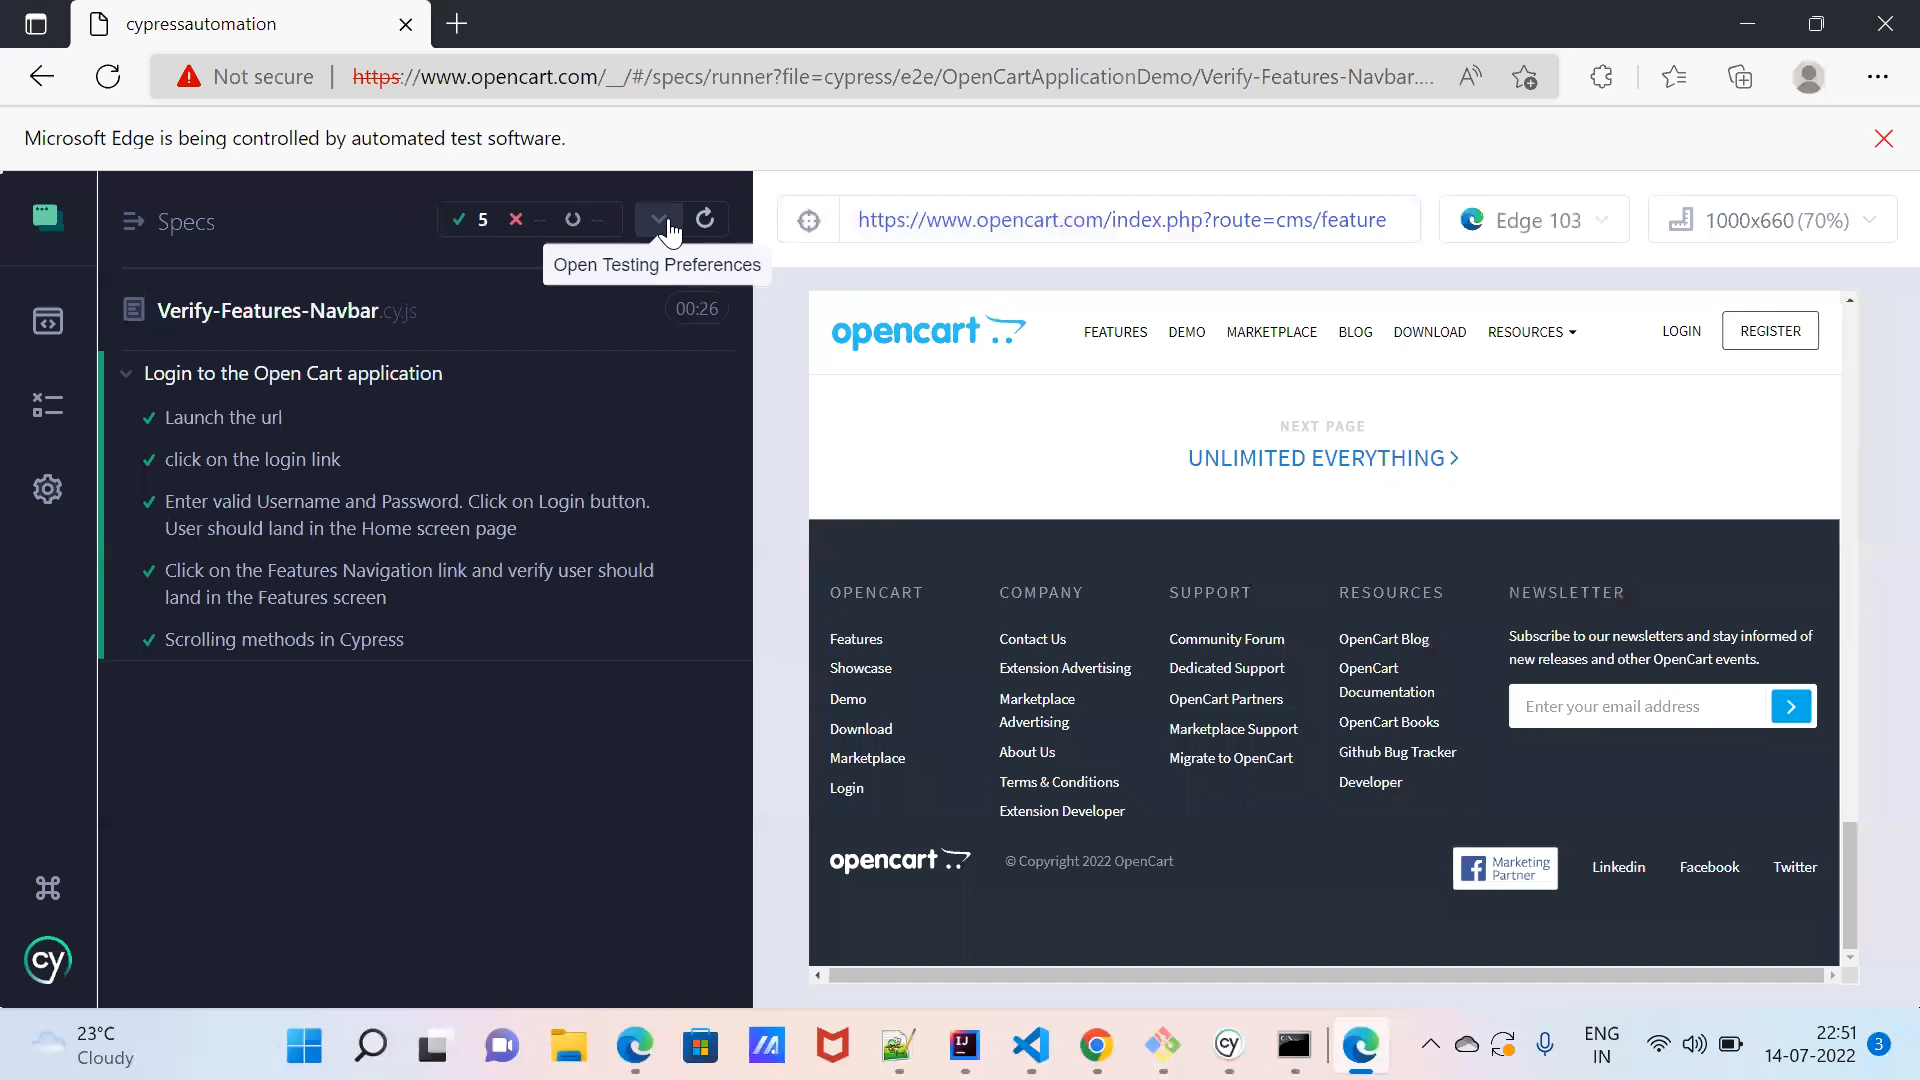 cypressautomation
Not secure
https://www.opencart.com/__/#/specs/runner?file=cypress/e2e/OpenCartApplicationDemo/Verify-Features-Navbar....
Microsoft Edge is being controlled by automated test software.
Specs
5 -- --
Open Testing Preferences
https://www.opencart.com/index.php?route=cms/feature
Edge 103
1000x660 (70%)
Verify-Features-Navbar.cy.js
00:26
Login to the Open Cart application
Launch the url
click on the login link
Enter valid Username and Password. Click on Login button.
User should land in the Home screen page
Click on the Features Navigation link and verify user should
land in the Features screen
Scrolling methods in Cypress
cy
opencart
FEATURES DEMO MARKETPLACE BLOG DOWNLOAD RESOURCES
LOGIN
REGISTER
NEXT PAGE
UNLIMITED EVERYTHING
OPENCART
Features
Showcase
Demo
Download
Marketplace
Login
COMPANY
Contact Us
Extension Advertising
Marketplace
Advertising
About Us
Terms & Conditions
Extension Developer
SUPPORT
Community Forum
Dedicated Support
OpenCart Partners
Marketplace Support
Migrate to OpenCart
RESOURCES
OpenCart Blog
OpenCart
Documentation
OpenCart Books
Github Bug Tracker
Developer
NEWSLETTER
Subscribe to our newsletters and stay informed of
new releases and other OpenCart events.
Enter your email address
opencart
© Copyright 2022 OpenCart
Marketing
Partner
Linkedin
Facebook
Twitter
23°C
Cloudy
IJ
cy
ENG
IN
22:51
14-07-2022
3